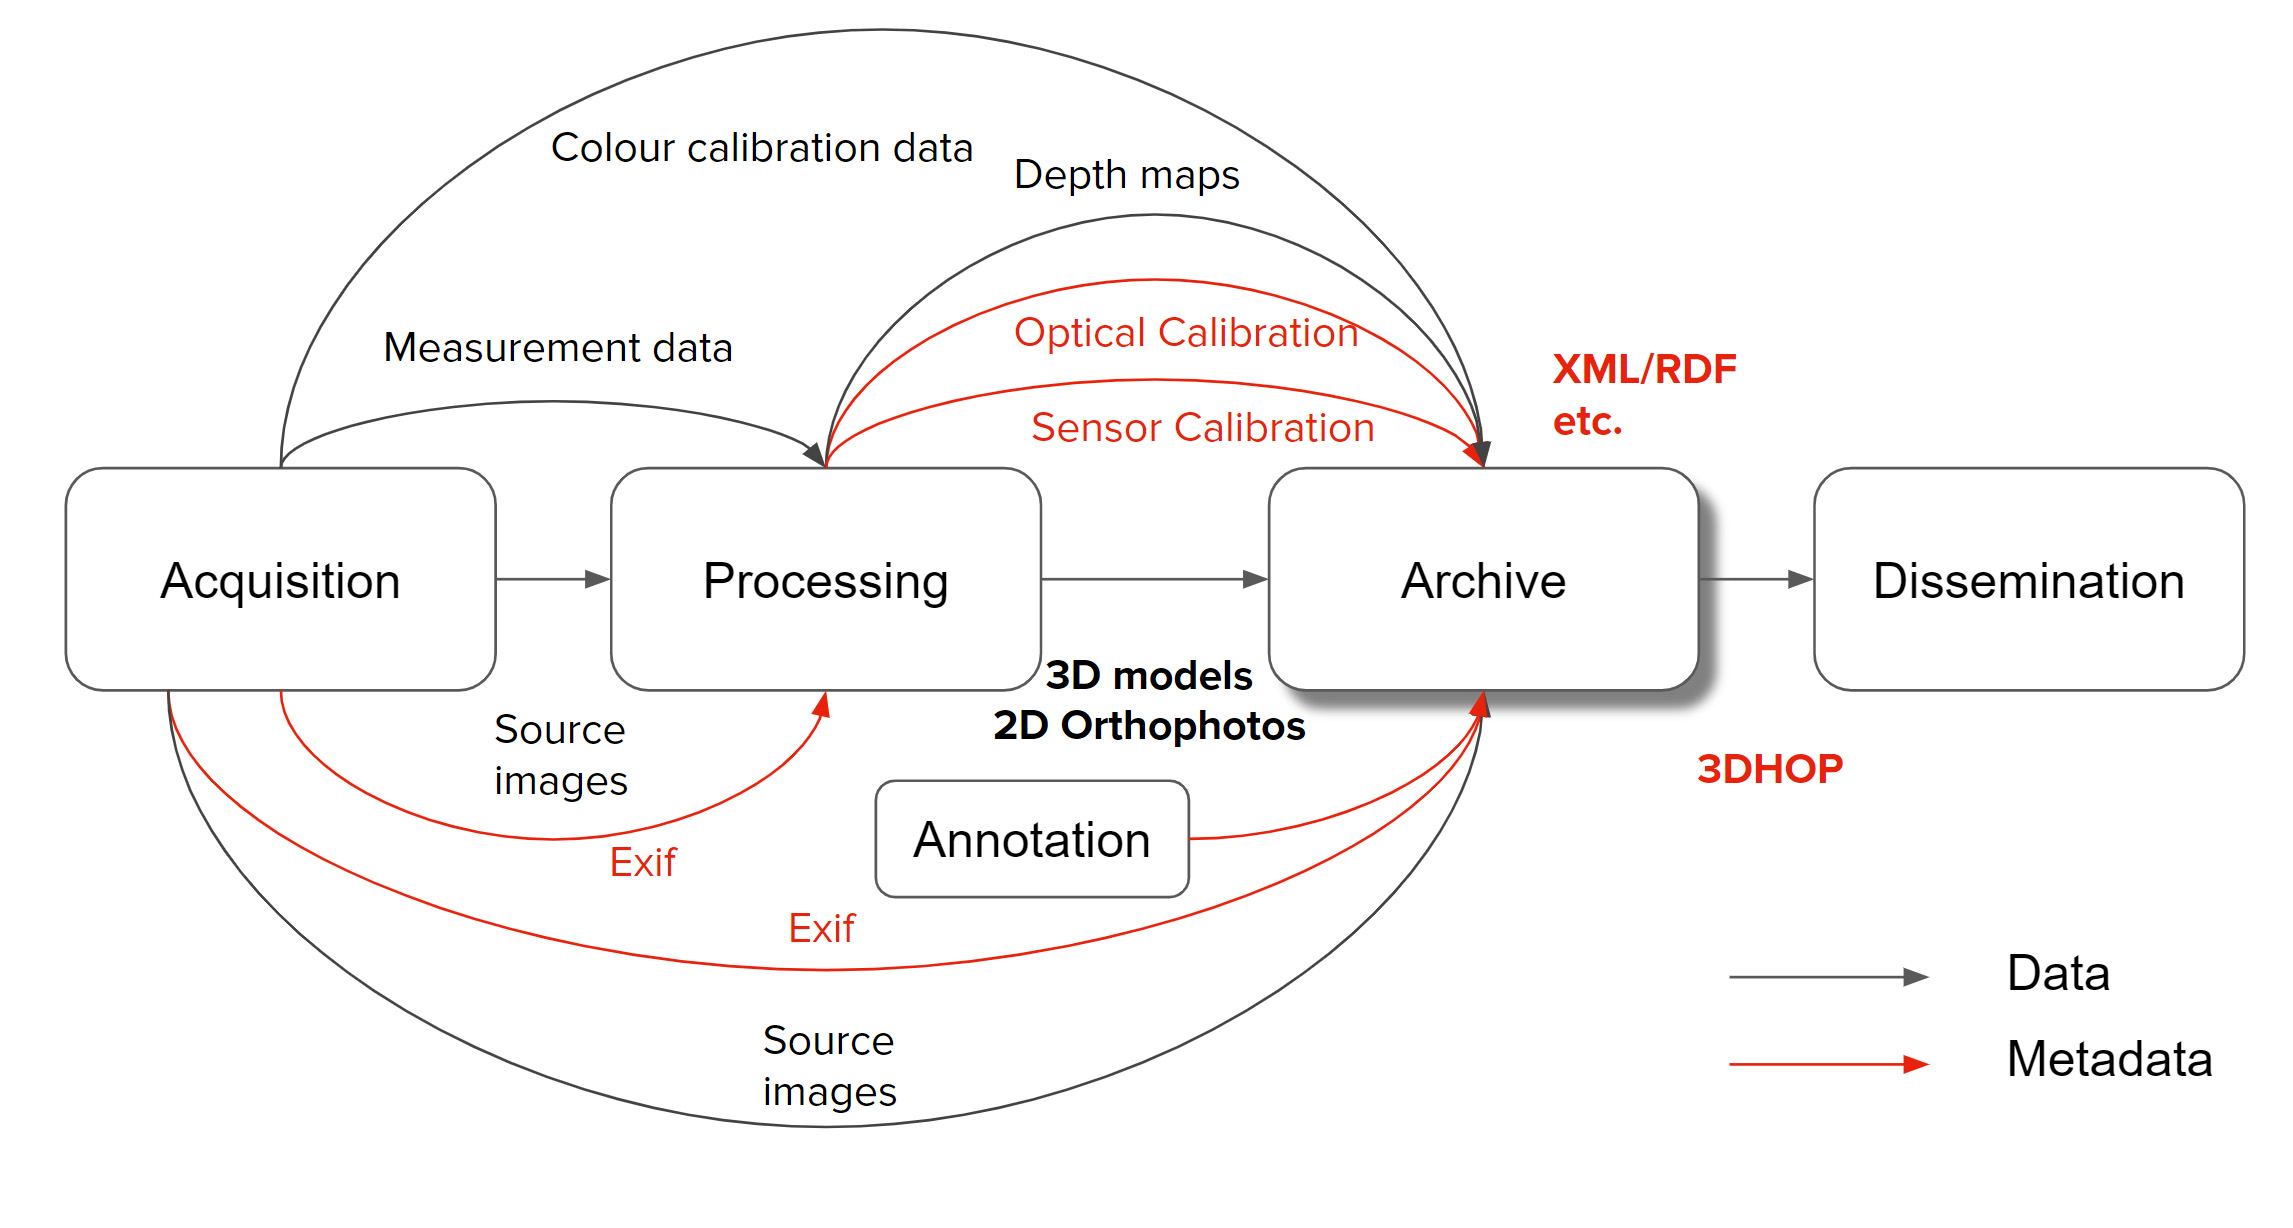 Colour calibration data
Depth maps
Measurement data
Optical Calibration
XML/RDF
etc.
Sensor Calibration
Acquisition
Processing
Archive
Dissemination
3D models
2D Orthophotos
Source
images
3DHOP
Annotation
Exif
Exif
Data
Source
images
Metadata